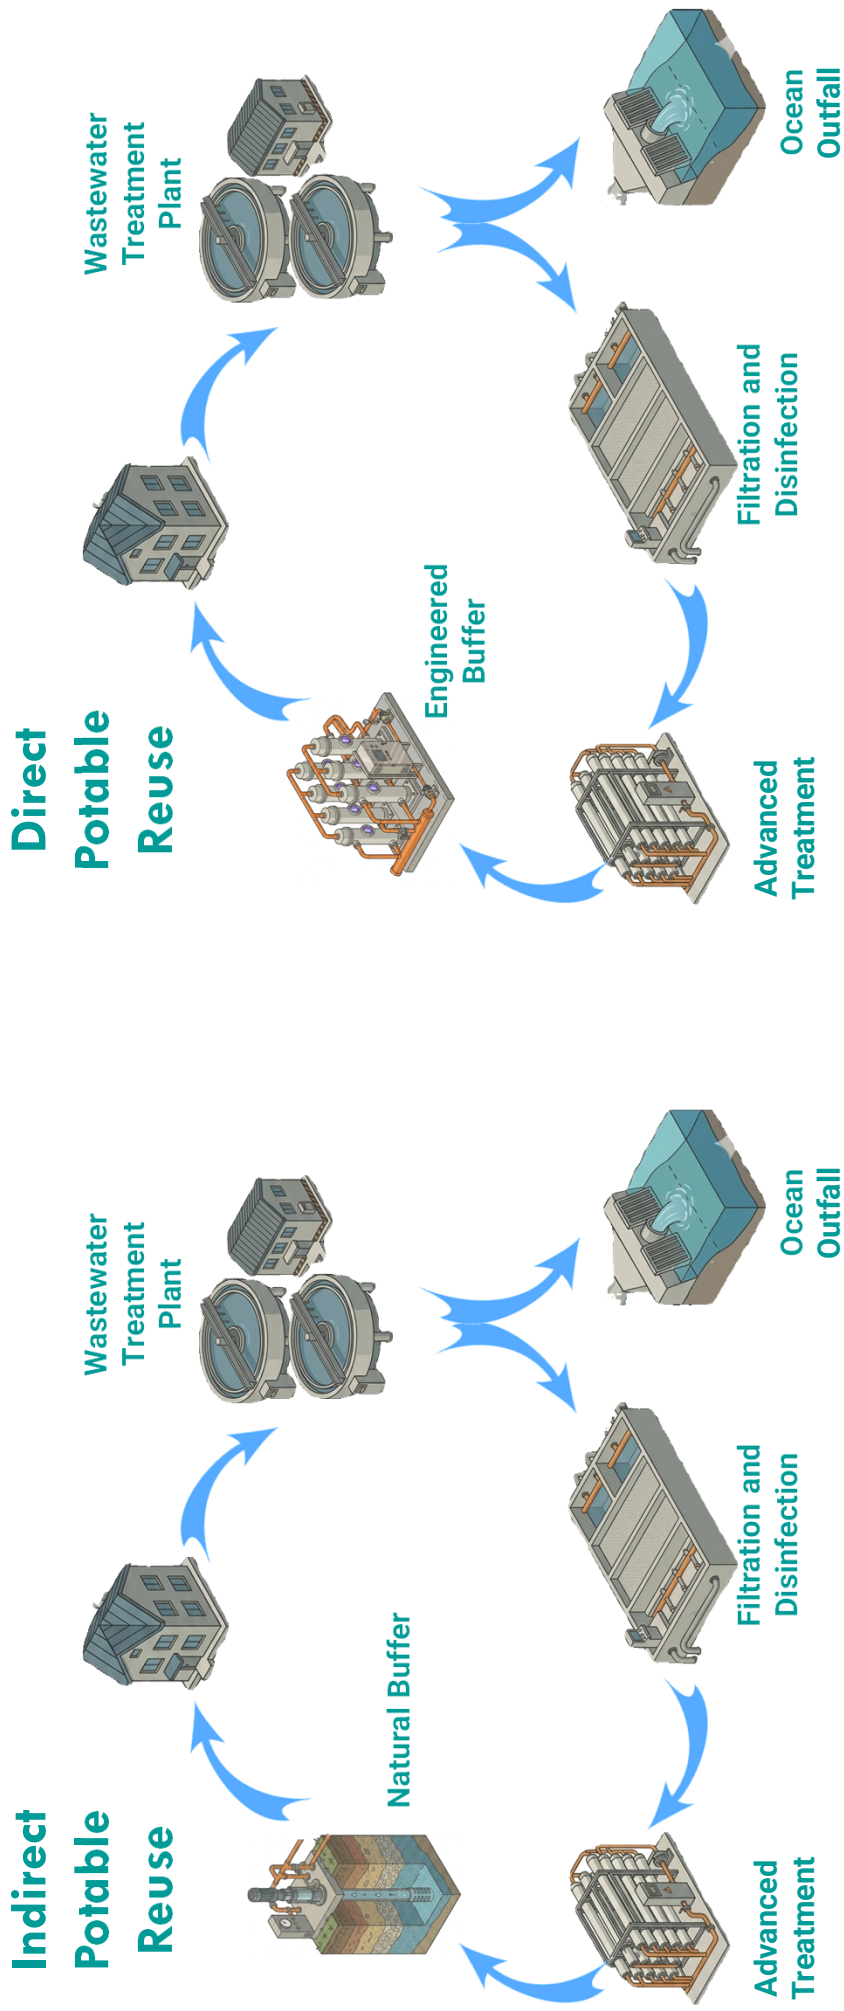 Indirect
Potable
Reuse
Wastewater
Treatment
Plant
Natural Buffer
Advanced
Treatment
Filtration and
Disinfection
Ocean
Outfall
Direct
Potable
Reuse
Wastewater
Treatment
Plant
Engineered
Buffer
Advanced
Treatment
Filtration and
Disinfection
Ocean
Outfall